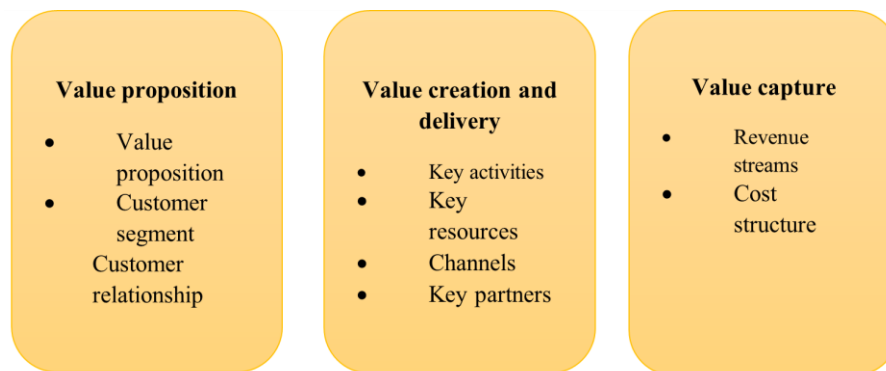 Value proposition
• Value
proposition
• Customer
segment
Customer
relationship
Value creation and
delivery
• Key activities
• Key
resources
• Channels
• Key partners
Value capture
• Revenue
streams
• Cost
structure